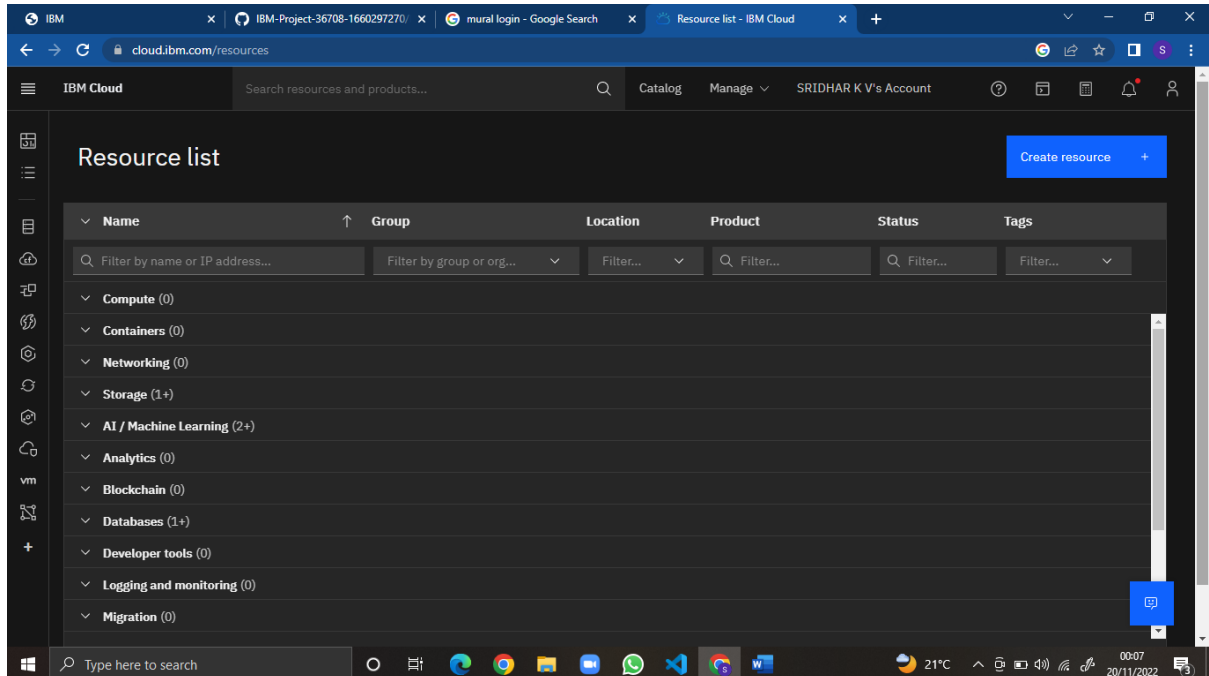 IBM
IBM-Project-36708-1660297270/
mural login - Google Search
Resource list - IBM Cloud
cloud.ibm.com/resources
S
IBM Cloud
Search resources and products...
Catalog
Manage
SRIDHAR K V's Account
Resource list
Create resource +
Name Group Location Product Status Tags
Filter by name or IP address... Filter by group or org... Filter... Filter... Filter... Filter...
Compute (0)
Containers (0)
Networking (0)
Storage (1+)
AI / Machine Learning (2+)
Analytics (0)
vm
Blockchain (0)
Databases (1+)
Developer tools (0)
Logging and monitoring (0)
Migration (0)
Type here to search
21°C
00:07
20/11/2022
3